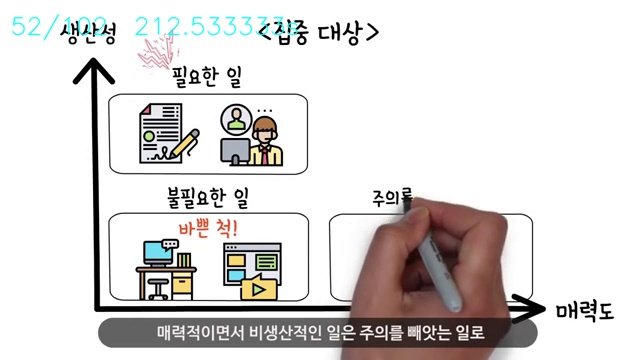 52/102 212.533333s
생산성 <집중 대상>
필요한 일
불필요한 일
바쁜 척!
주의를
매력도
매력적이면서 비생산적인 일은 주의를 빼앗는 일로